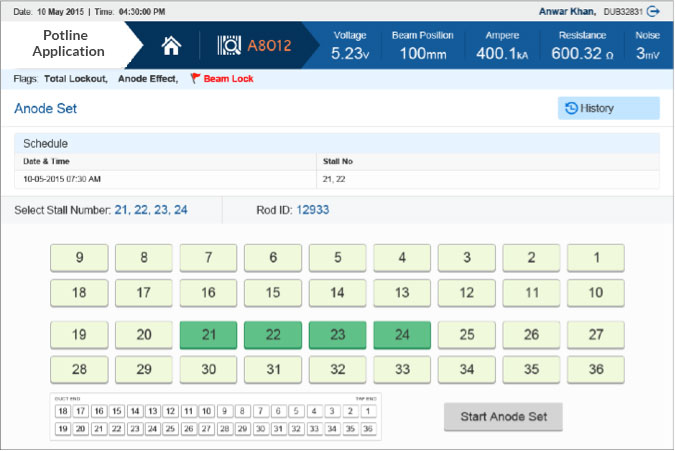 Date: 10 May 2015 | Time: 04:30:00 PM Anwar Khan, DUB32831
Potline Application A8012
Voltage Beam Position Ampere Resistance Noise
5.23v 100mm 400.1kA 600.32 Ω 3mV
Flags: Total Lockout, Anode Effect, Beam Lock
Anode Set History
Schedule
Date & Time Stall No
10-05-2015 07:30 AM 21, 22
Select Stall Number: 21, 22, 23, 24 Rod ID: 12933
9 8 7 6 5 4 3 2 1
18 17 16 15 14 13 12 11 10
19 20 21 22 23 24 25 26 27
28 29 30 31 32 33 34 35 36
DUCT END TAP END
18 17 16 15 14 13 12 11 10 9 8 7 6 5 4 3 2 1
19 20 21 22 23 24 25 26 27 28 29 30 31 32 33 34 35 36
Start Anode Set